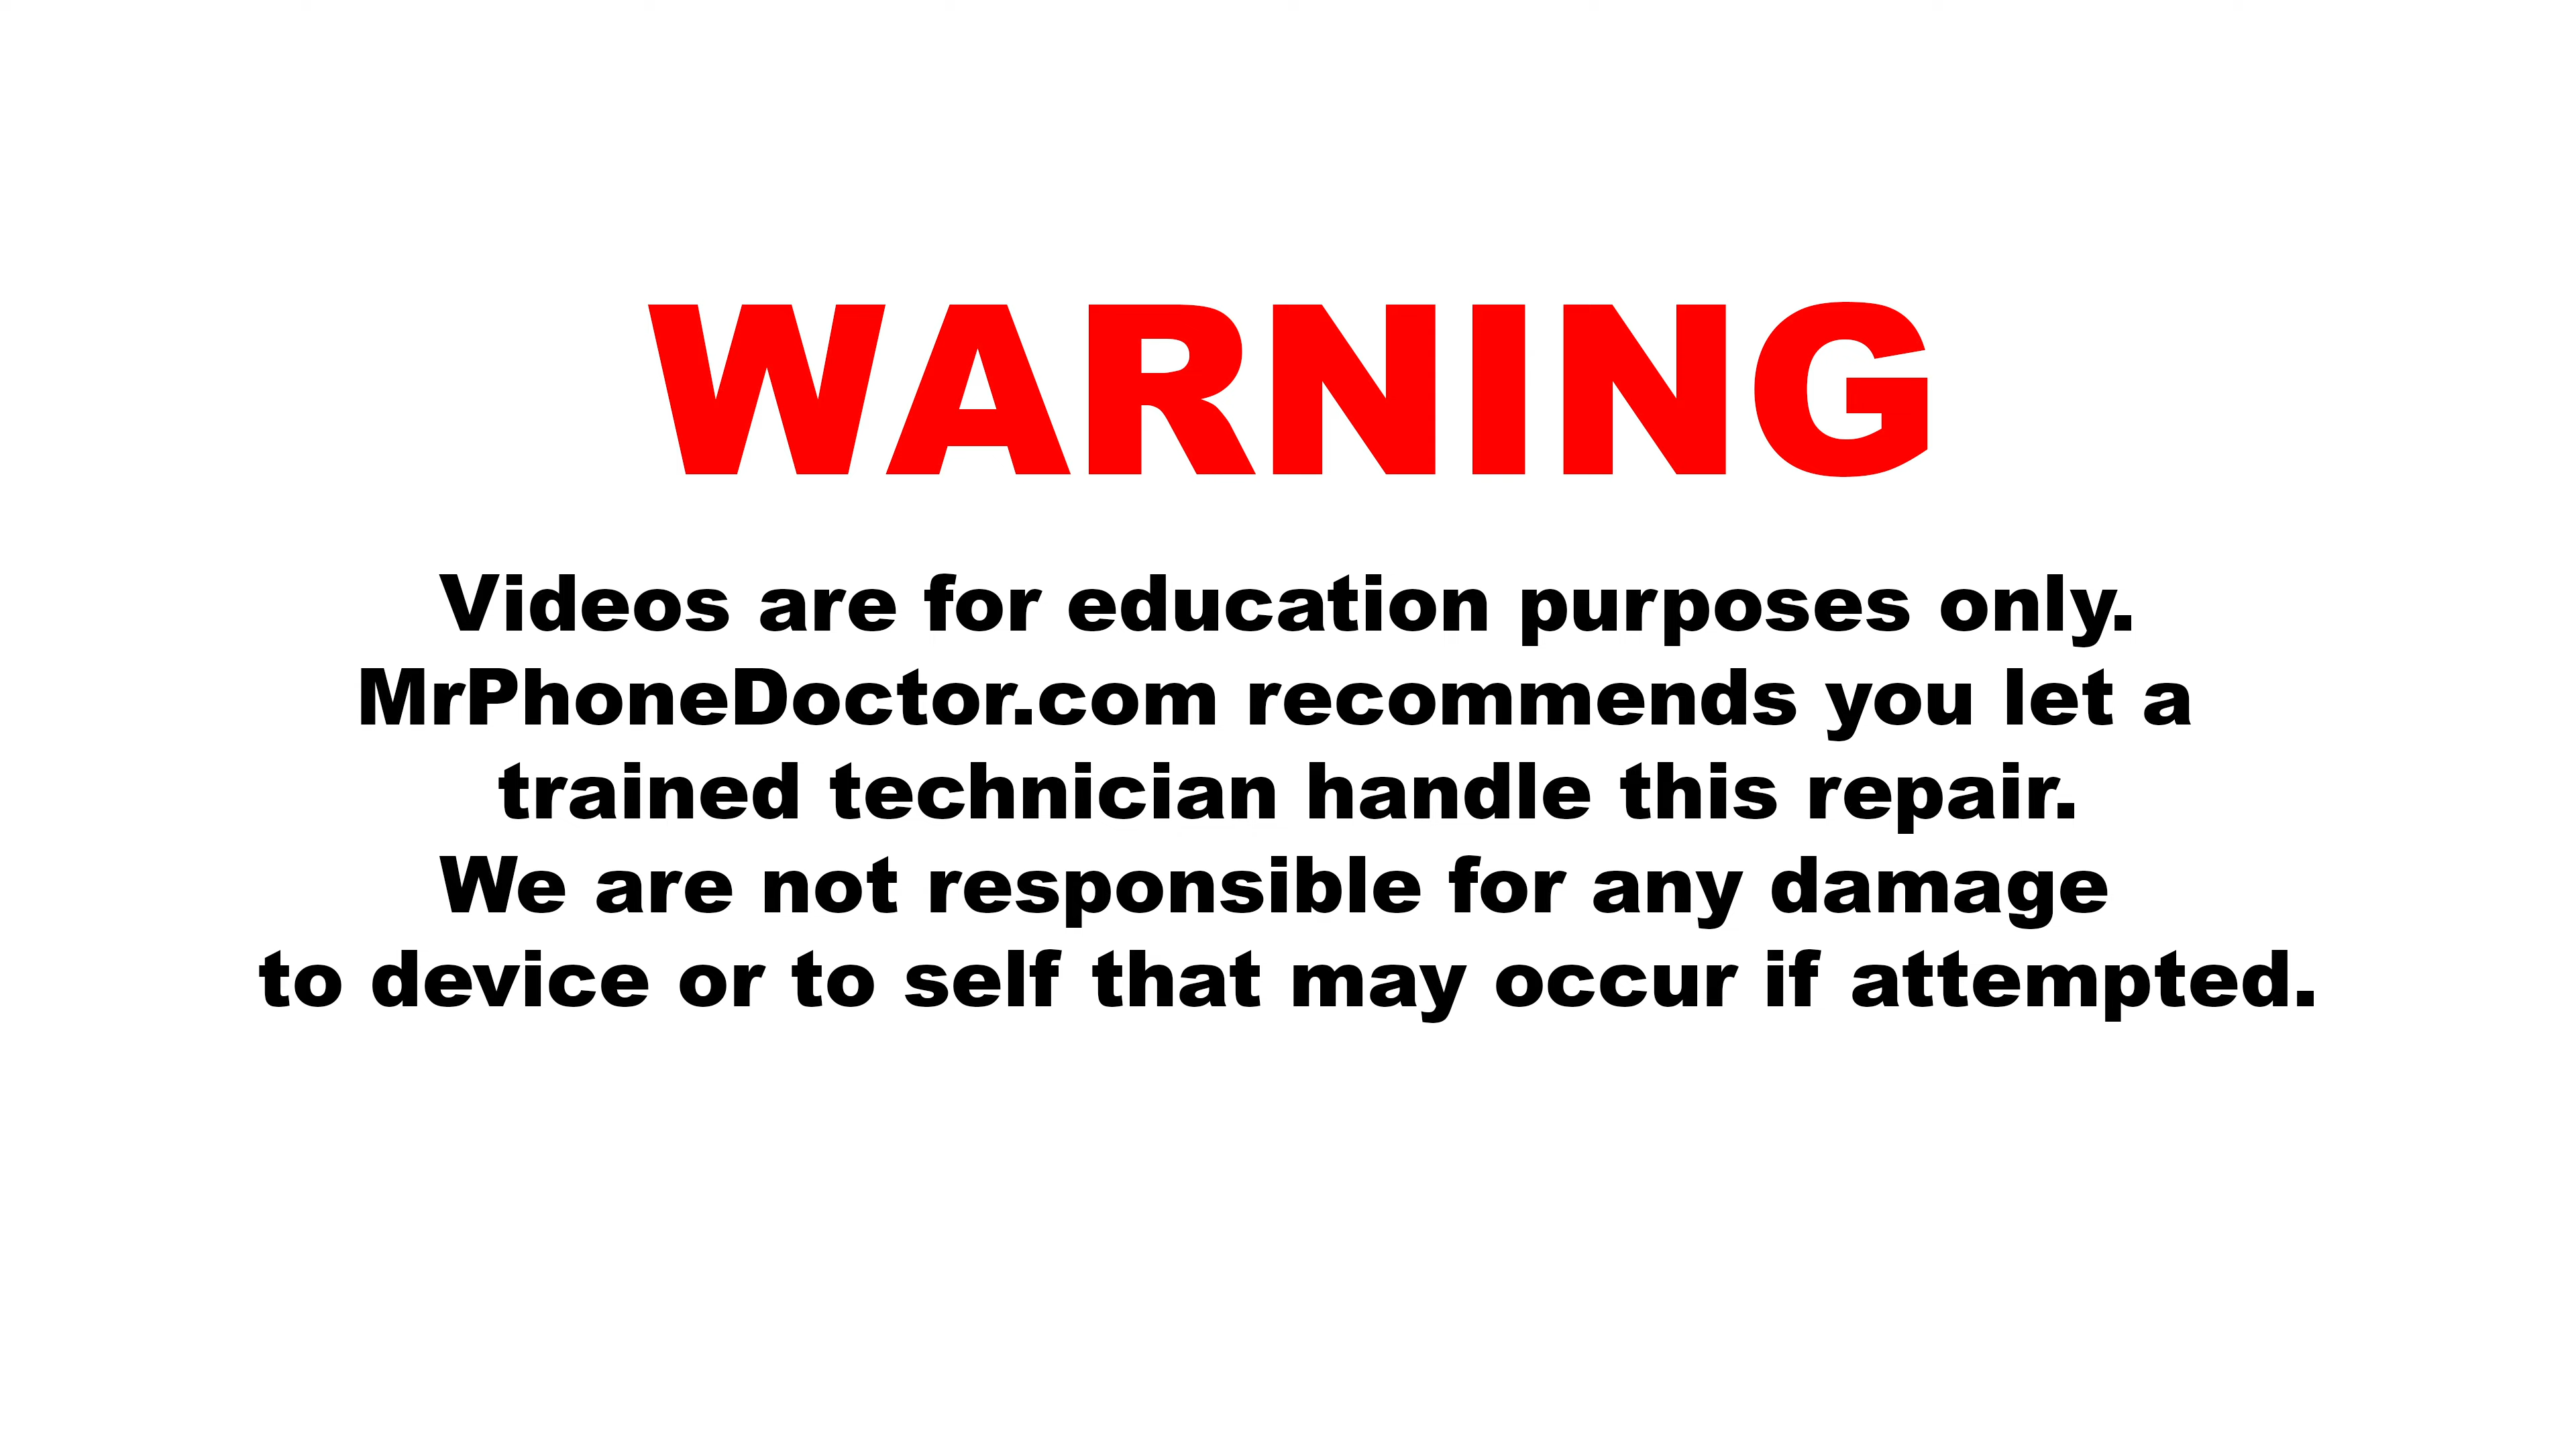 WARNING
Videos are for education purposes only.
MrPhoneDoctor.com recommends you let a
trained technician handle this repair.
We are not responsible for any damage
to device or to self that may occur if attempted.